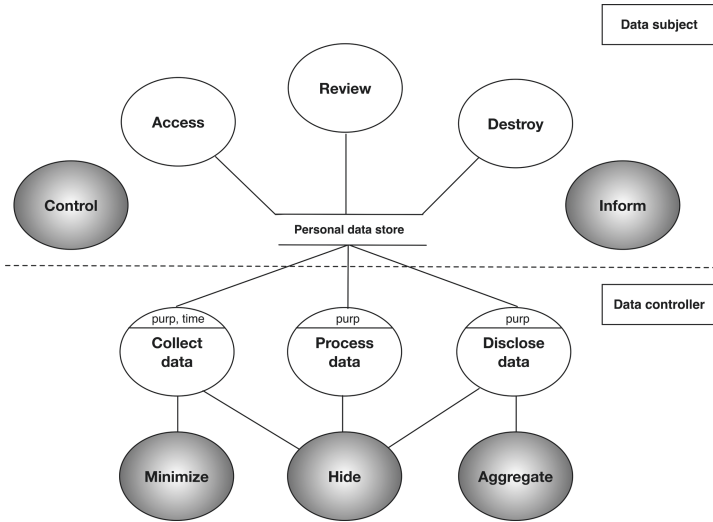 Data subject
Review
Access
Destroy
Control
Inform
Personal data store
Data controller
purp, time
Collect
data
purp
Process
data
purp
Disclose
data
Minimize
Hide
Aggregate